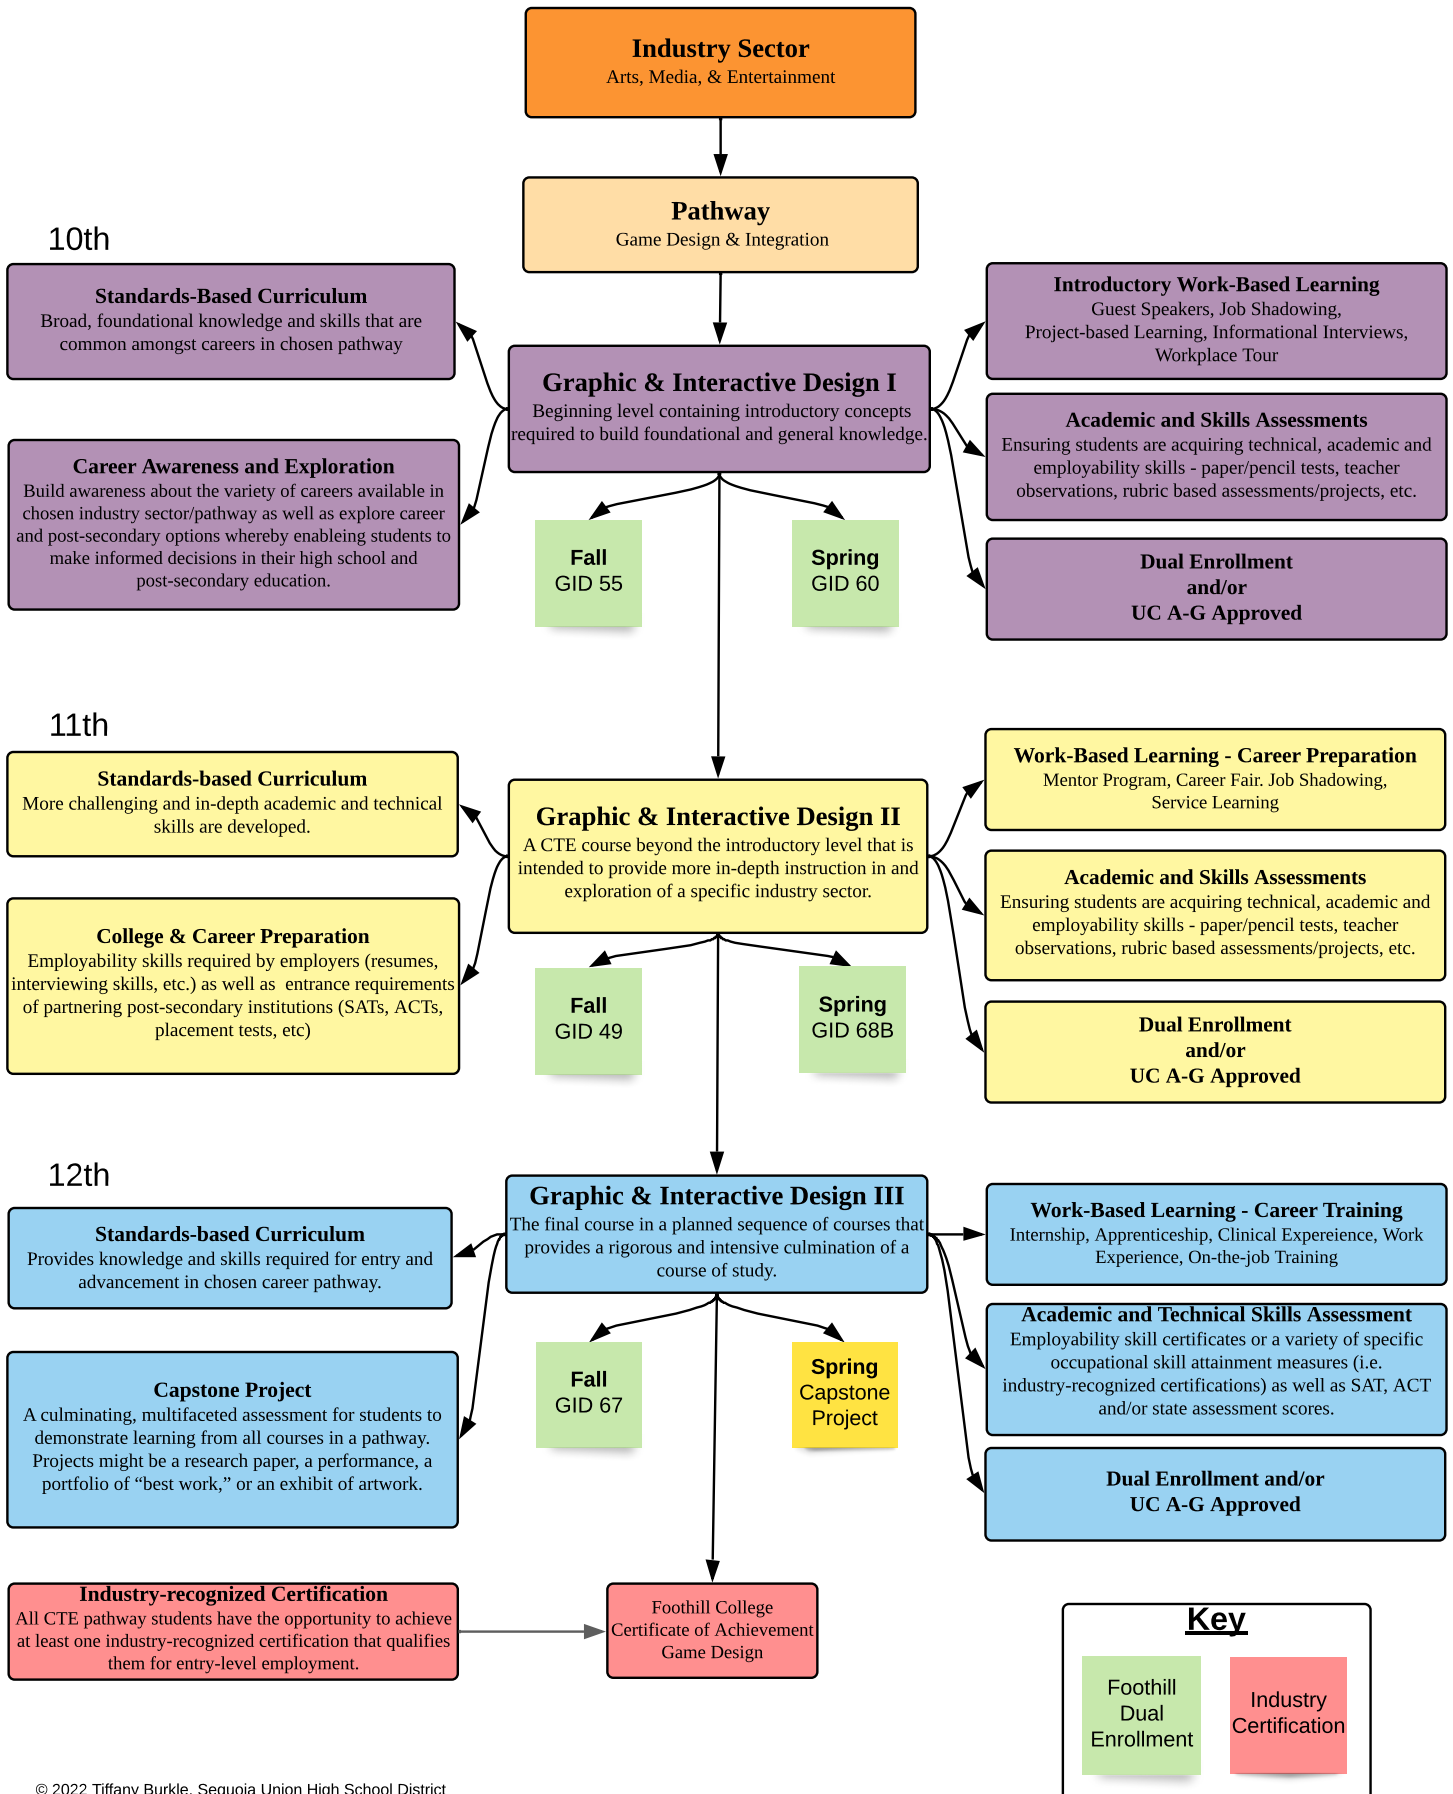 Industry Sector
Arts, Media, & Entertainment
Pathway
Game Design & Integration
10th
Standards-Based Curriculum
Broad, foundational knowledge and skills that are
common amongst careers in chosen pathway
Career Awareness and Exploration
Build awareness about the variety of careers available in
chosen industry sector/pathway as well as explore career
and post-secondary options whereby enableing students to
make informed decisions in their high school and
post-secondary education.
Graphic & Interactive Design I
Beginning level containing introductory concepts
required to build foundational and general knowledge.
Fall
GID 55
Spring
GID 60
Introductory Work-Based Learning
Guest Speakers, Job Shadowing,
Project-based Learning, Informational Interviews,
Workplace Tour
Academic and Skills Assessments
Ensuring students are acquiring technical, academic and
employability skills - paper/pencil tests, teacher
observations, rubric based assessments/projects, etc.
Dual Enrollment
and/or
UC A-G Approved
11th
Standards-based Curriculum
More challenging and in-depth academic and technical
skills are developed.
College & Career Preparation
Employability skills required by employers (resumes,
interviewing skills, etc.) as well as  entrance requirements
of partnering post-secondary institutions (SATs, ACTs,
placement tests, etc)
Graphic & Interactive Design II
A CTE course beyond the introductory level that is
intended to provide more in-depth instruction in and
exploration of a specific industry sector.
Fall
GID 49
Spring
GID 68B
Work-Based Learning - Career Preparation
Mentor Program, Career Fair. Job Shadowing,
Service Learning
Academic and Skills Assessments
Ensuring students are acquiring technical, academic and
employability skills - paper/pencil tests, teacher
observations, rubric based assessments/projects, etc.
Dual Enrollment
and/or
UC A-G Approved
12th
Standards-based Curriculum
Provides knowledge and skills required for entry and
advancement in chosen career pathway.
Capstone Project
A culminating, multifaceted assessment for students to
demonstrate learning from all courses in a pathway.
Projects might be a research paper, a performance, a
portfolio of “best work,” or an exhibit of artwork.
Graphic & Interactive Design III
The final course in a planned sequence of courses that
provides a rigorous and intensive culmination of a
course of study.
Fall
GID 67
Spring
Capstone
Project
Work-Based Learning - Career Training
Internship, Apprenticeship, Clinical Expereience, Work
Experience, On-the-job Training
Academic and Technical Skills Assessment
Employability skill certificates or a variety of specific
occupational skill attainment measures (i.e.
industry-recognized certifications) as well as SAT, ACT
and/or state assessment scores.
Dual Enrollment and/or
UC A-G Approved
Industry-recognized Certification
All CTE pathway students have the opportunity to achieve
at least one industry-recognized certification that qualifies
them for entry-level employment.
Foothill College
Certificate of Achievement
Game Design
Key
Foothill
Dual
Enrollment
Industry
Certification
© 2022 Tiffany Burkle, Sequoia Union High School District